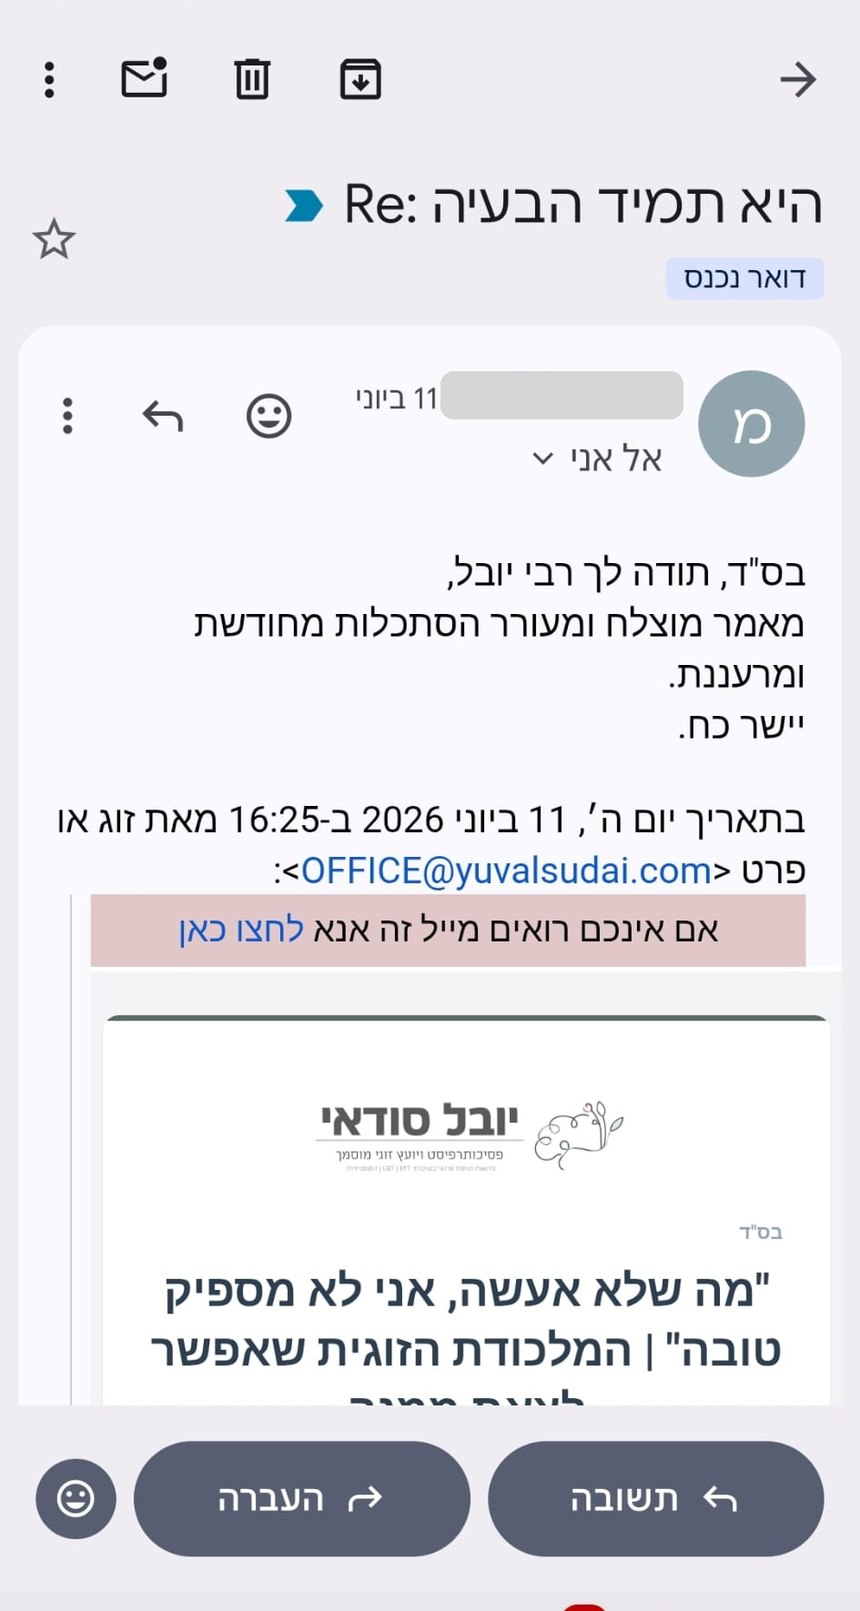 Re: היא תמיד הבעיה
דואר נכנס
מ
11 ביוני
אל אני
בס"ד, תודה לך רבי יובל,
מאמר מוצלח ומעורר הסתכלות מחודשת
ומרעננת.
יישר כח.
בתאריך יום ה׳, 11 ביוני 2026 ב-16:25 מאת זוג או
פרט <OFFICE@yuvalsudai.com>:
אם אינכם רואים מייל זה אנא לחצו כאן
יובל סודאי
פסיכותרפיסט ויועץ זוגי מוסמך
בס"ד
"מה שלא אעשה, אני לא מספיק
טובה" | המלכודת הזוגית שאפשר
תשובה
העברה